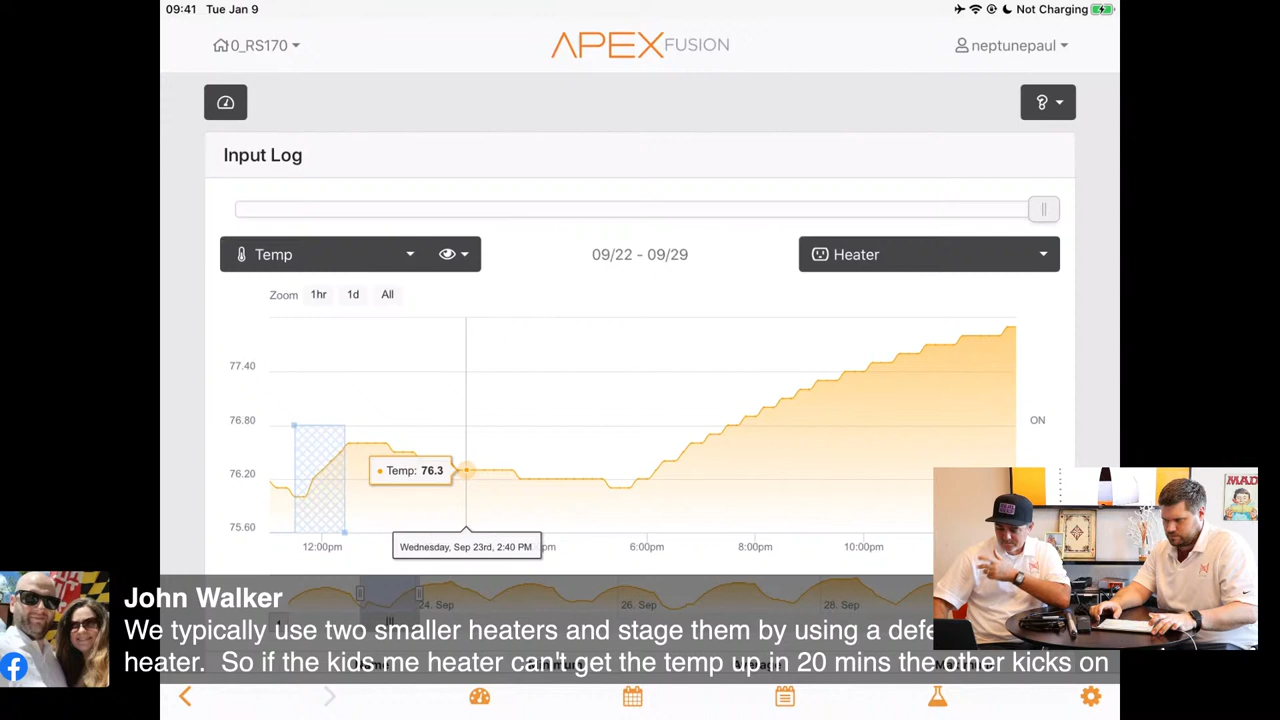 09:41 Tue Jan 9
Not Charging
0_RS170
APEX FUSION
neptunepaul
Input Log
Temp
09/22 - 09/29
Heater
Zoom 1hr 1d All
77.40
76.80
ON
Temp: 76.3
76.20
75.60
Wednesday, Sep 23rd, 2:40 PM
12:00pm pm 6:00pm 8:00pm 10:00pm
MAD
24. Sep 26. Sep 28. Sep
John Walker
We typically use two smaller heaters and stage them by using a defe
heater. So if the kids me heater can't get the temp up in 20 mins the other kicks on